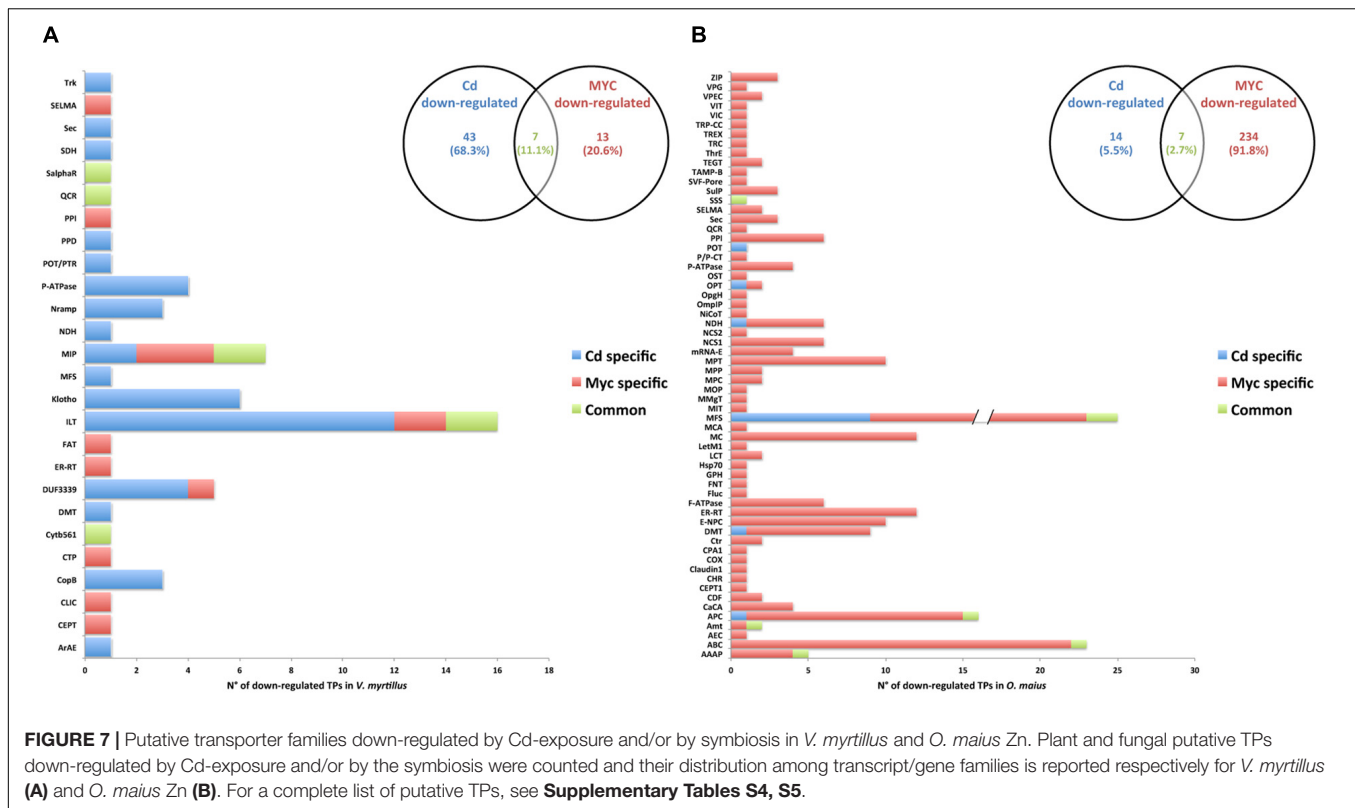 A
Trk
SELMA
Sec
SDH
SalphaR
QCR
PPI
PPD
POT/PTR
P-ATPase
Nramp
NDH
MIP
MFS
Klotho
ILT
FAT
ER-RT
DUF3339
DMT
Cytb561
CTP
CopB
CLIC
CEPT
ArAE
0 2 4 6 8 10 12 14 16 18
N° of down-regulated TPs in V. myrtillus
Cd
down-regulated
43
(68.3%)
7
(11.1%)
MYC
down-regulated
13
(20.6%)
Cd specific
Myc specific
Common
B
ZIP
VPG
VPEC
VIT
VIC
TRP-CC
TREX
TRC
ThrE
TEGT
TAMP-B
SVF-Pore
SulP
SSS
SELMA
Sec
QCR
PPI
POT
P/P-CT
P-ATPase
OST
OPT
OpgH
OmpIP
NiCoT
NDH
NCS2
NCS1
mRNA-E
MPT
MPP
MPC
MOP
MMgT
MIT
MFS
MCA
MC
LetM1
LCT
Hsp70
GPH
FNT
Fluc
F-ATPase
ER-RT
E-NPC
DMT
Ctr
CPA1
COX
Claudin1
CHR
CEPT1
CDF
CaCA
APC
Amt
AEC
ABC
AAAP
0 5 10 15 20 25 30
N° of down-regulated TPs in O. maius
Cd
down-regulated
14
(5.5%)
7
(2.7%)
MYC
down-regulated
234
(91.8%)
Cd specific
Myc specific
Common
FIGURE 7 | Putative transporter families down-regulated by Cd-exposure and/or by symbiosis in V. myrtillus and O. maius Zn. Plant and fungal putative TPs
down-regulated by Cd-exposure and/or by the symbiosis were counted and their distribution among transcript/gene families is reported respectively for V. myrtillus
(A) and O. maius Zn (B). For a complete list of putative TPs, see Supplementary Tables S4, S5.